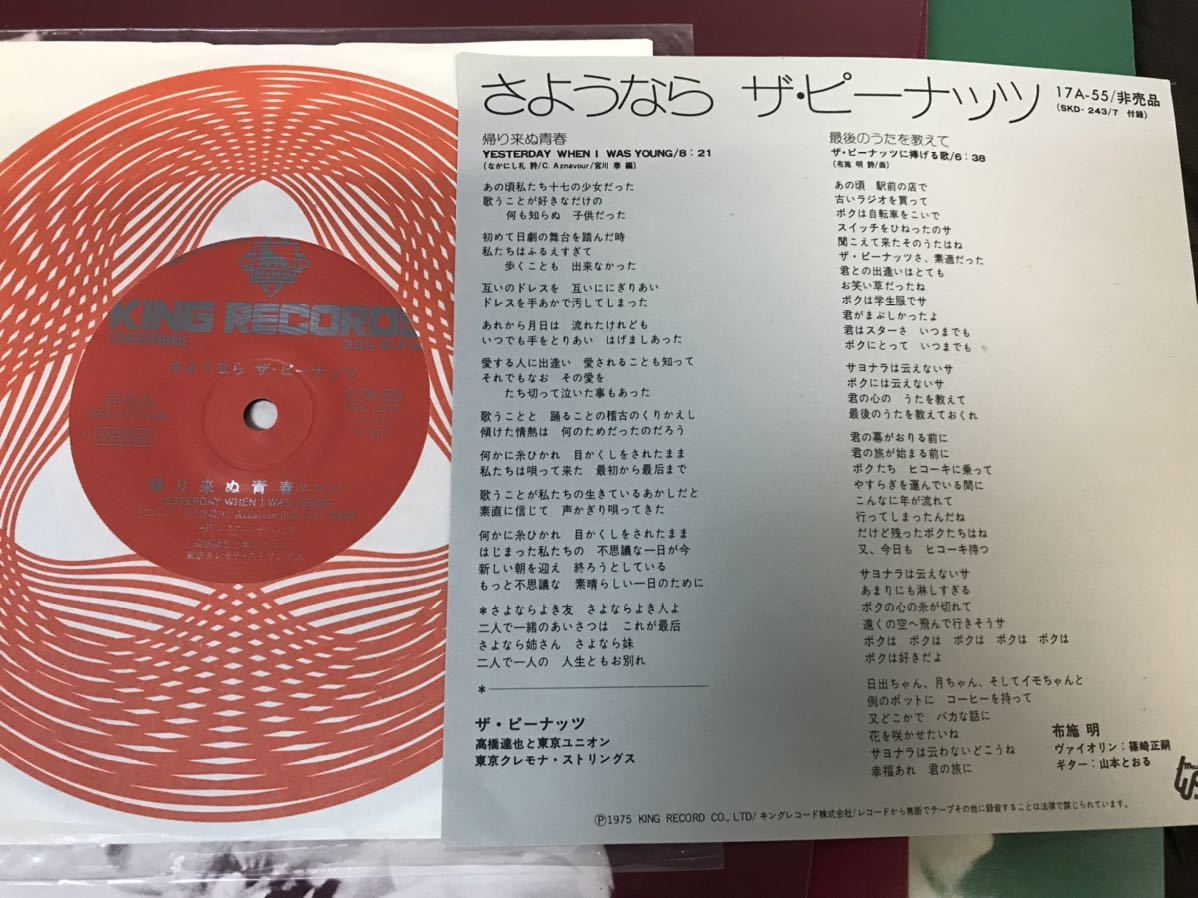 KING RECORDS
さようなら ザ・ピーナッツ
17A-55
帰り来ぬ青春
YESTERDAY WHEN I WAS YOUNG
ザ・ピーナッツ
高橋達也と東京ユニオン
東京クレモナ・ストリングス
さようなら ザ・ピーナッツ
17A-55/非売品
(SKD-243/7 付録)
帰り来ぬ青春
YESTERDAY WHEN I WAS YOUNG/8:21
(なかにし礼 詩/C. Aznavour/宮川 泰 編)
あの頃私たち十七の少女だった
歌うことが好きなだけの
何も知らぬ 子供だった
初めて日劇の舞台を踏んだ時
私たちはふるえすぎて
歩くことも 出来なかった
互いのドレスを 互いににぎりあい
ドレスを手あかで汚してしまった
あれから月日は 流れたけれども
いつでも手をとりあい はげましあった
愛する人に出逢い 愛されることも知って
それでもなお その愛を
たち切って泣いた事もあった
歌うことと 踊ることの稽古のくりかえし
傾けた情熱は 何のためだったのだろう
何かに糸ひかれ 目かくしをされたまま
私たちは唄って来た 最初から最后まで
歌うことが私たちの生きているあかしだと
素直に信じて 声かぎり唄ってきた
何かに糸ひかれ 目かくしをされたまま
はじまった私たちの 不思議な一日が今
新しい朝を迎え 終ろうとしている
もっと不思議な 素晴らしい一日のために
*さよならよき友 さよならよき人よ
二人で一緒のあいさつは これが最后
さよなら姉さん さよなら妹
二人で一人の 人生ともお別れ
*
ザ・ピーナッツ
高橋達也と東京ユニオン
東京クレモナ・ストリングス
最後のうたを教えて
ザ・ピーナッツに捧げる歌/6:38
(布施 明 詩/曲)
あの頃 駅前の店で
古いラジオを買って
ボクは自転車をこいで
スイッチをひねったのサ
聞こえて来たそのうたはね
ザ・ピーナッツさ、素適だった
君との出逢いはとても
お笑い草だったね
ボクは学生服でサ
君がまぶしかったよ
君はスターさ いつまでも
ボクにとって いつまでも
サヨナラは云えないサ
ボクには云えないサ
君の心の うたを教えて
最後のうたを教えておくれ
君の幕がおりる前に
君の旅が始まる前に
ボクたち ヒコーキに乗って
やすらぎを運んでいる間に
こんなに年が流れて
行ってしまったんだね
だけど残ったボクたちはね
又、今日も ヒコーキ待つ
サヨナラは云えないサ
あまりにも淋しすぎる
ボクの心の糸が切れて
遠くの空へ飛んで行きそうサ
ボクは ボクは ボクは ボクは ボクは
ボクは好きだよ
日出ちゃん、月ちゃん、そしてイモちゃんと
例のポットに コーヒーを持って
又どこかで バカな話に
花を咲かせたいね
サヨナラは云わないどこうね
幸福あれ 君の旅に
布施 明
ヴァイオリン:篠崎正嗣
ギター:山本とおる
Ⓟ1975 KING RECORD CO., LTD/キングレコード株式会社/レコードから無断でテープその他に録音することは法律で禁じられています。